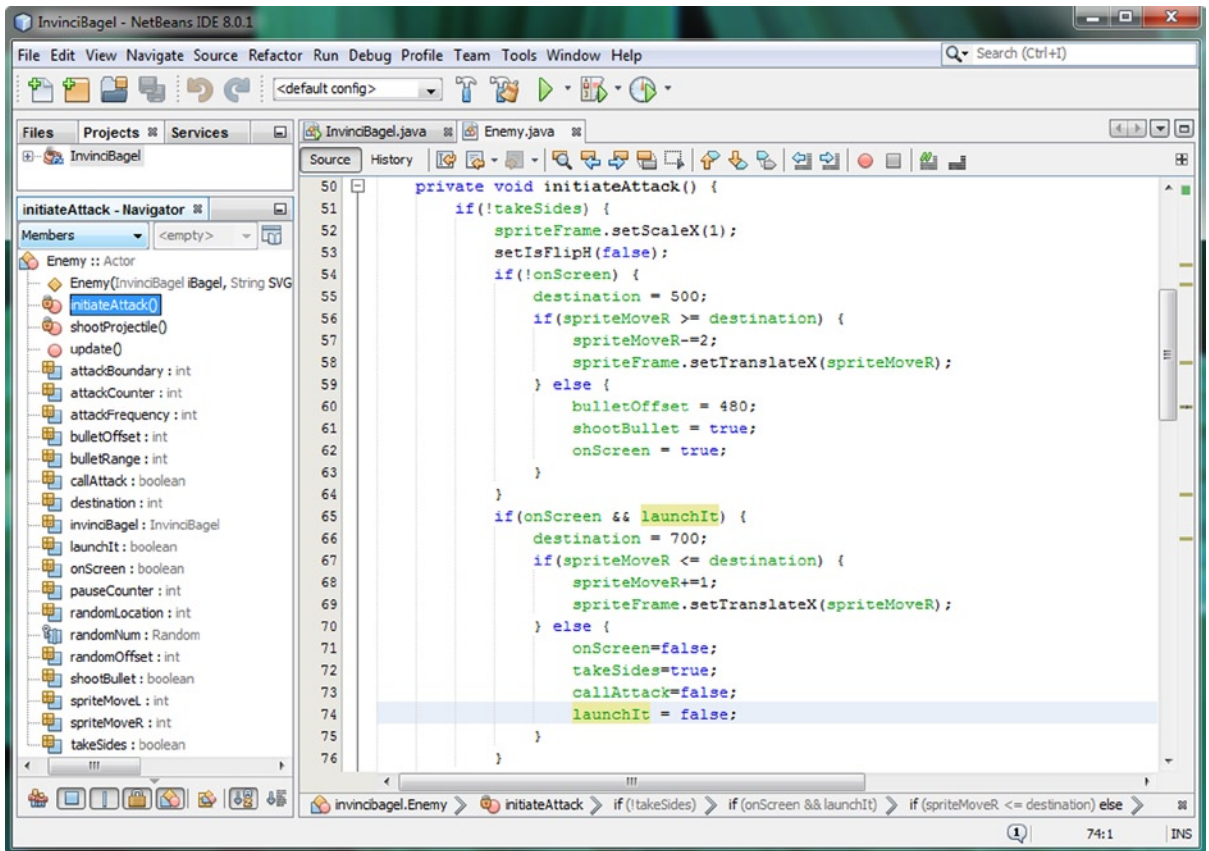 InvinciBagel - NetBeans IDE 8.0.1
File Edit View Navigate Source Refactor Run Debug Profile Team Tools Window Help
Search (Ctrl+I)
<default config>
Files Projects Services
InvinciBagel
initiateAttack - Navigator
Members <empty>
Enemy :: Actor
Enemy(InvinciBagel iBagel, String SVG
initiateAttack()
shootProjectile()
update()
attackBoundary : int
attackCounter : int
attackFrequency : int
bulletOffset : int
bulletRange : int
callAttack : boolean
destination : int
invinciBagel : InvinciBagel
launchIt : boolean
onScreen : boolean
pauseCounter : int
randomLocation : int
randomNum : Random
randomOffset : int
shootBullet : boolean
spriteMoveL : int
spriteMoveR : int
takeSides : boolean
InvinciBagel.java Enemy.java
Source History
50 private void initiateAttack() {
51 if(!takeSides) {
52 spriteFrame.setScaleX(1);
53 setIsFlipH(false);
54 if(!onScreen) {
55 destination = 500;
56 if(spriteMoveR >= destination) {
57 spriteMoveR-=2;
58 spriteFrame.setTranslateX(spriteMoveR);
59 } else {
60 bulletOffset = 480;
61 shootBullet = true;
62 onScreen = true;
63 }
64 }
65 if(onScreen && launchIt) {
66 destination = 700;
67 if(spriteMoveR <= destination) {
68 spriteMoveR+=1;
69 spriteFrame.setTranslateX(spriteMoveR);
70 } else {
71 onScreen=false;
72 takeSides=true;
73 callAttack=false;
74 launchIt = false;
75 }
76 }
invincibagel.Enemy initiateAttack if (!takeSides) if (onScreen && launchIt) if (spriteMoveR <= destination) else
1 74:1 INS